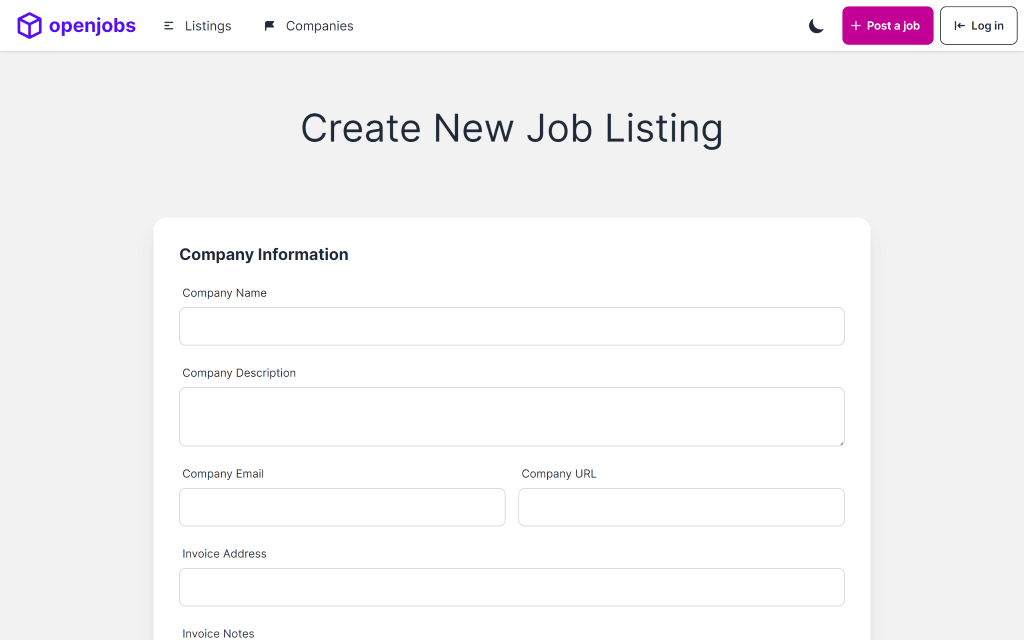 openjobs Listings Companies Post a job Log in
Create New Job Listing
Company Information
Company Name
Company Description
Company Email Company URL
Invoice Address
Invoice Notes